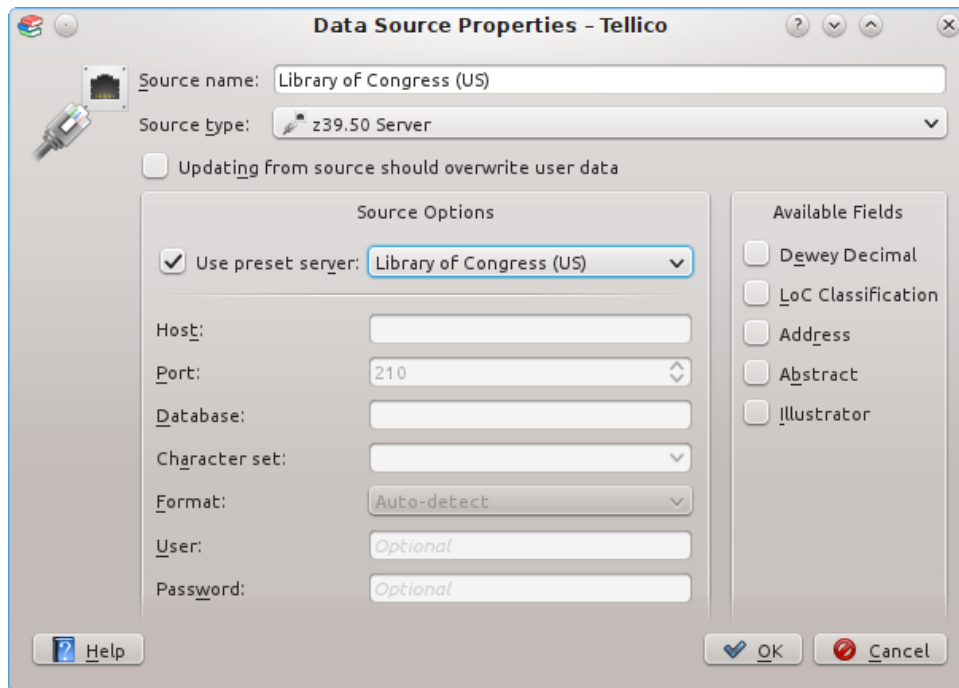 Data Source Properties – Tellico
Source name: Library of Congress (US)
Source type: z39.50 Server
Updating from source should overwrite user data
Source Options
Use preset server: Library of Congress (US)
Host:
Port: 210
Database:
Character set:
Format: Auto-detect
User: Optional
Password: Optional
Available Fields
Dewey Decimal
LoC Classification
Address
Abstract
Illustrator
Help
OK
Cancel